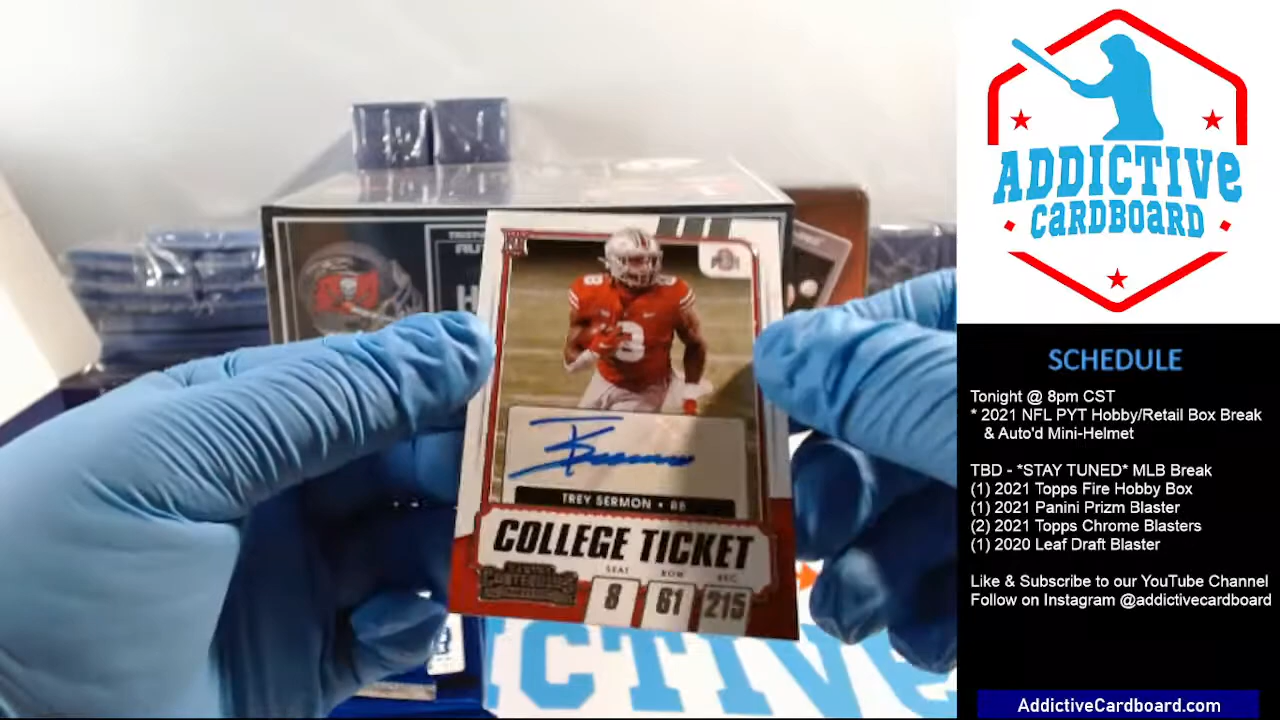 TREY SERMON • RB
COLLEGE TICKET
PANINI
CONTENDERS
SEAT ROW SEC
8 61 215
8
ADDICTIVE
CARDBOARD
SCHEDULE
Tonight @ 8pm CST
* 2021 NFL PYT Hobby/Retail Box Break
& Auto'd Mini-Helmet
TBD - *STAY TUNED* MLB Break
(1) 2021 Topps Fire Hobby Box
(1) 2021 Panini Prizm Blaster
(2) 2021 Topps Chrome Blasters
(1) 2020 Leaf Draft Blaster
Like & Subscribe to our YouTube Channel
Follow on Instagram @addictivecardboard
AddictiveCardboard.com